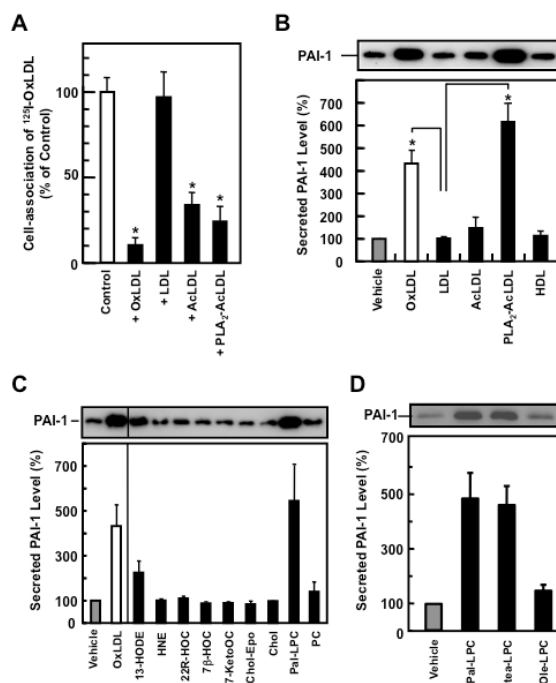 A
Cell-association of ¹²⁵I-OxLDL
(% of Control)
100
50
0
*
*
*
Control
+ OxLDL
+ LDL
+ AcLDL
+ PLA₂-AcLDL
B
PAI-1
Secreted PAI-1 Level (%)
700
600
500
400
300
200
100
0
*
*
Vehicle
OxLDL
LDL
AcLDL
PLA₂-AcLDL
HDL
C
PAI-1
Secreted PAI-1 Level (%)
700
500
300
100
0
Vehicle
OxLDL
13-HODE
HNE
22R-HOC
7β-HOC
7-KetoOC
Chol-Epo
Chol
Pal-LPC
PC
D
PAI-1
Secreted PAI-1 Level (%)
700
500
300
100
0
Vehicle
Pal-LPC
tea-LPC
Ole-LPC